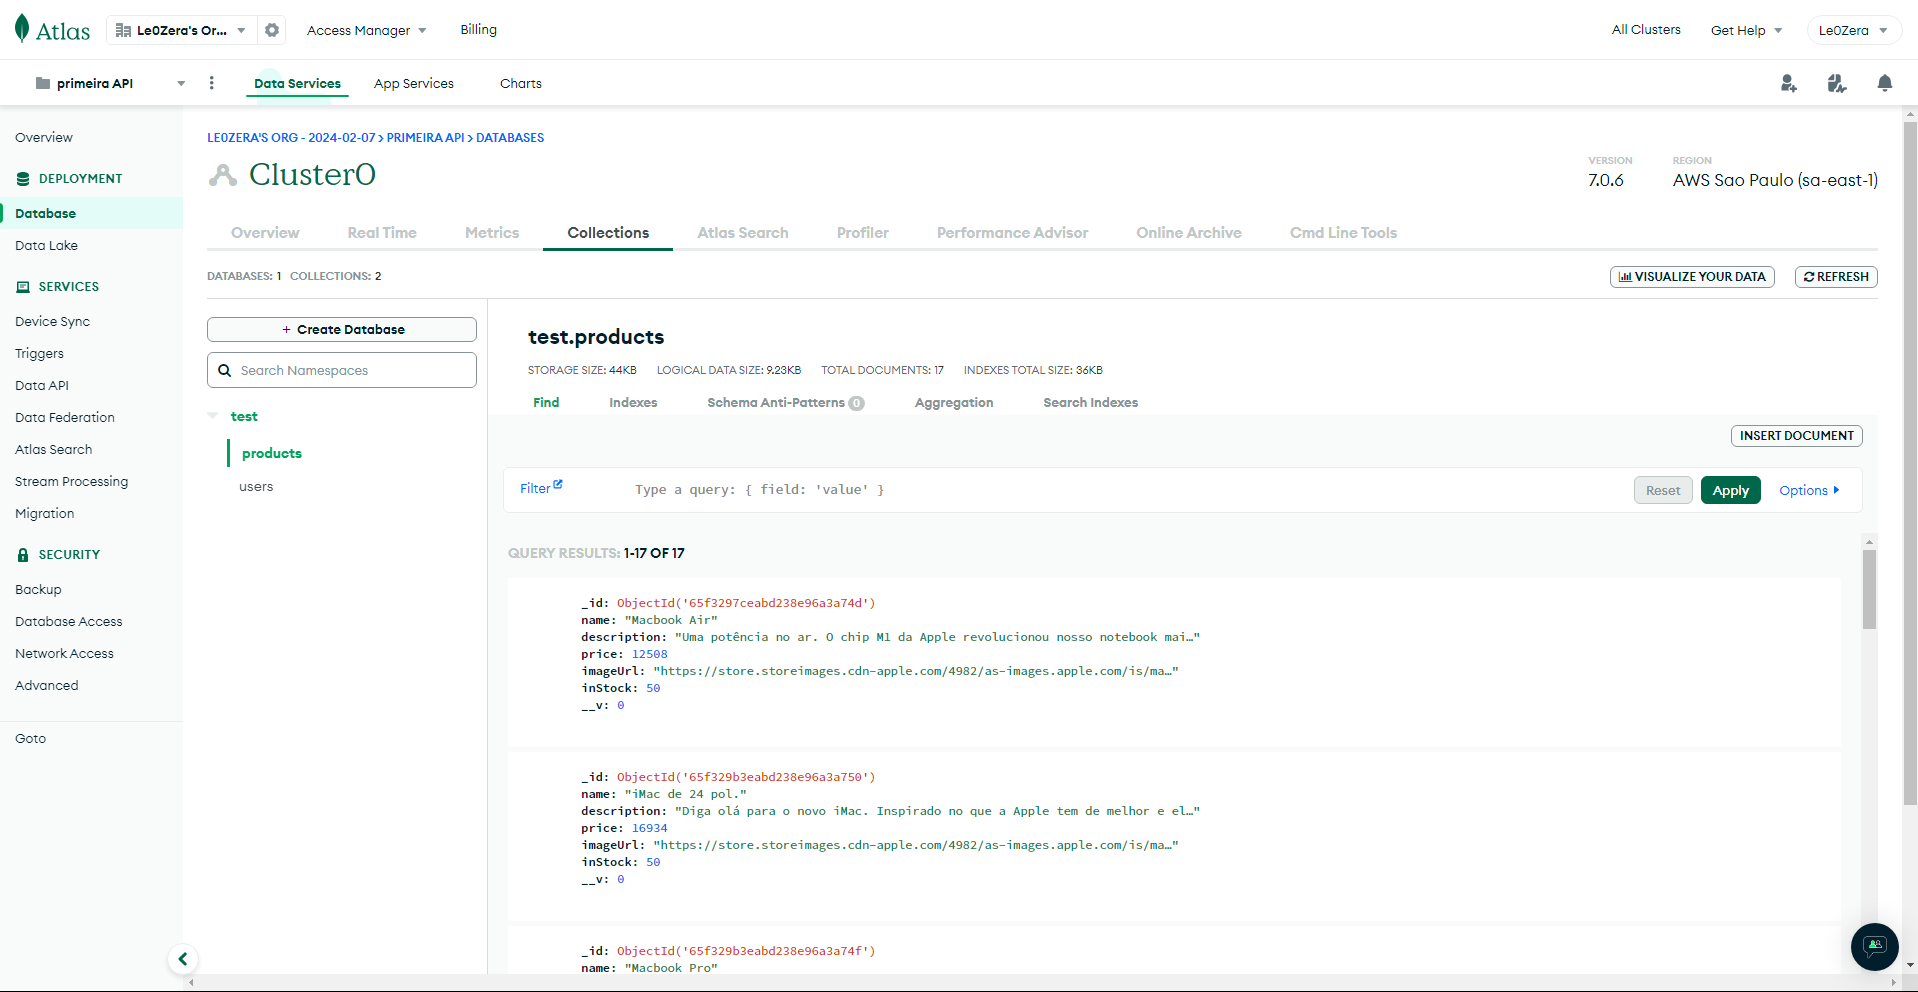 Atlas
Le0Zera's Or...
Access Manager
Billing
All Clusters
Get Help
Le0Zera
primeira API
Data Services
App Services
Charts
Overview
DEPLOYMENT
Database
Data Lake
SERVICES
Device Sync
Triggers
Data API
Data Federation
Atlas Search
Stream Processing
Migration
SECURITY
Backup
Database Access
Network Access
Advanced
Goto
LE0ZERA'S ORG - 2024-02-07 > PRIMEIRA API > DATABASES
Cluster0
VERSION
7.0.6
REGION
AWS Sao Paulo (sa-east-1)
Overview
Real Time
Metrics
Collections
Atlas Search
Profiler
Performance Advisor
Online Archive
Cmd Line Tools
DATABASES: 1 COLLECTIONS: 2
VISUALIZE YOUR DATA
REFRESH
+ Create Database
Search Namespaces
test
products
users
test.products
STORAGE SIZE: 44KB LOGICAL DATA SIZE: 9.23KB TOTAL DOCUMENTS: 17 INDEXES TOTAL SIZE: 36KB
Find
Indexes
Schema Anti-Patterns 0
Aggregation
Search Indexes
INSERT DOCUMENT
Filter
Type a query: { field: 'value' }
Reset
Apply
Options
QUERY RESULTS: 1-17 OF 17
_id: ObjectId('65f3297ceabd238e96a3a74d')
name: "Macbook Air"
description: "Uma potência no ar. O chip M1 da Apple revolucionou nosso notebook mai…"
price: 12508
imageUrl: "https://store.storeimages.cdn-apple.com/4982/as-images.apple.com/is/ma…"
inStock: 50
__v: 0
_id: ObjectId('65f329b3eabd238e96a3a750')
name: "iMac de 24 pol."
description: "Diga olá para o novo iMac. Inspirado no que a Apple tem de melhor e el…"
price: 16934
imageUrl: "https://store.storeimages.cdn-apple.com/4982/as-images.apple.com/is/ma…"
inStock: 50
__v: 0
_id: ObjectId('65f329b3eabd238e96a3a74f')
name: "Macbook Pro"